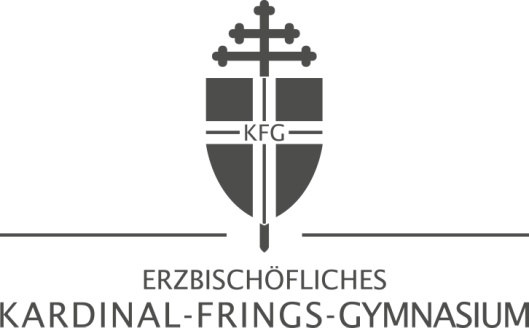 KFG
ERZBISCHÖFLICHES
KARDINAL-FRINGS-GYMNASIUM